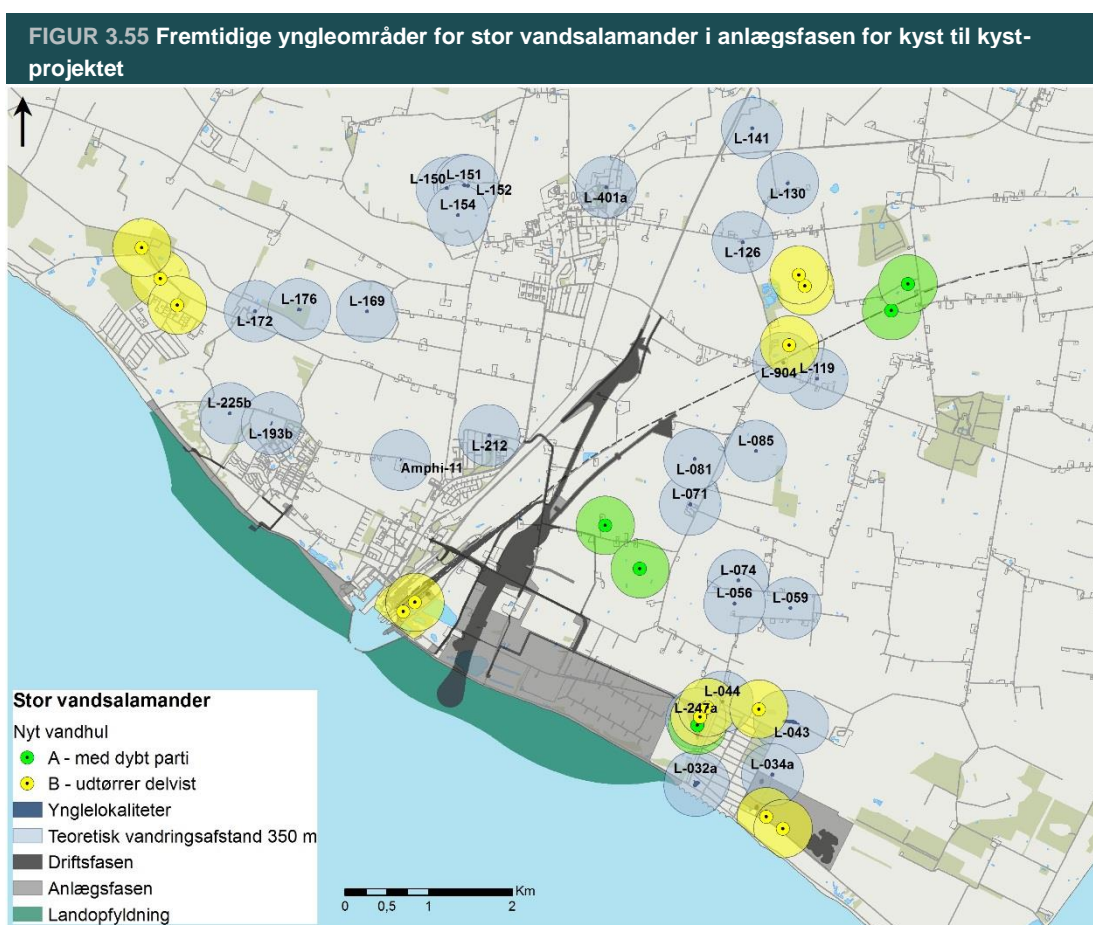 FIGUR 3.55 Fremtidige yngleområder for stor vandsalamander i anlægsfasen for kyst til kyst-
projektet
L-141
L-150
L-151
L-152
L-154
L-401a
L-130
L-126
L-172
L-176
L-169
L-904
L-119
L-225b
L-193b
L-212
Amphi-11
L-081
L-085
L-071
L-074
L-056
L-059
L-044
L-247a
L-043
L-032a
L-034a
Stor vandsalamander
Nyt vandhul
A - med dybt parti
B - udtørrer delvist
Ynglelokaliteter
Teoretisk vandringsafstand 350 m
Driftsfasen
Anlægsfasen
Landopfyldning
Km
0 0,5 1 2